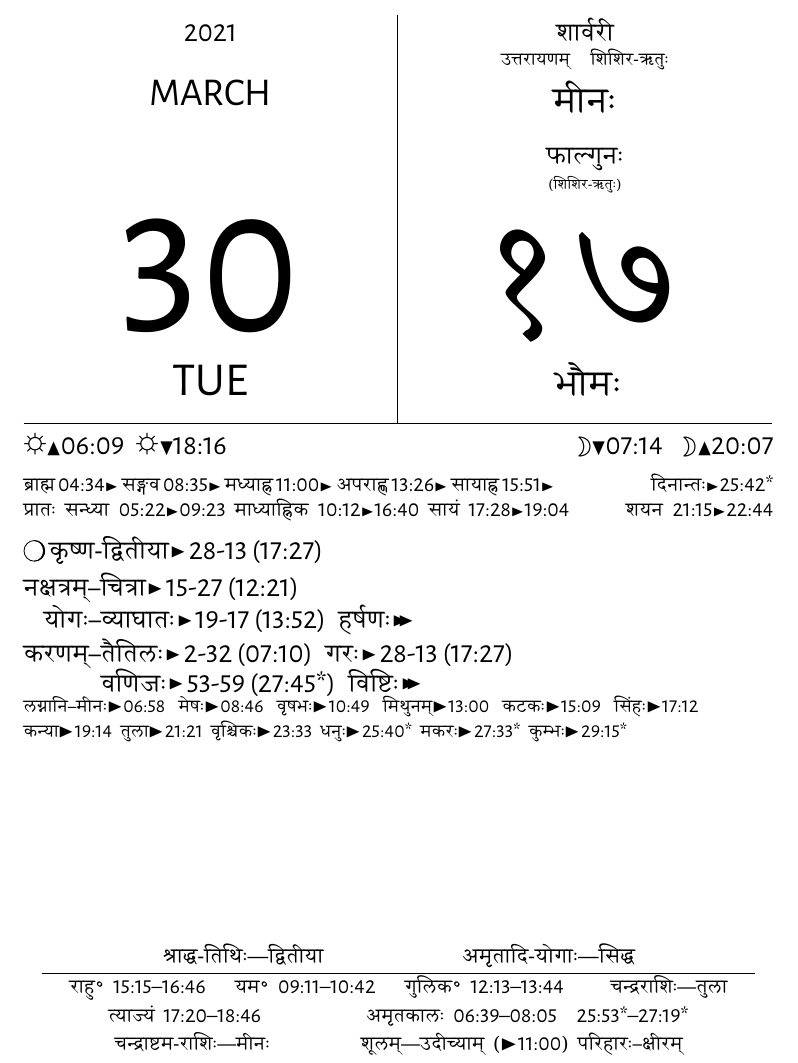 2021
MARCH
30
TUE
शार्वरी
उत्तरायणम् शिशिर-ऋतुः
मीनः
फाल्गुनः
(शिशिर-ऋतुः)
१७
भौमः
☼▲06:09 ☼▼18:16 ☽▼07:14 ☽▲20:07
ब्राह्म 04:34► सङ्गव 08:35► मध्याह्न 11:00► अपराह्ण 13:26► सायाह्न 15:51► दिनान्तः►25:42*
प्रातः सन्ध्या 05:22►09:23 माध्याह्निक 10:12►16:40 सायं 17:28►19:04 शयन 21:15►22:44
❍कृष्ण-द्वितीया►28-13 (17:27)
नक्षत्रम्–चित्रा►15-27 (12:21)
योगः–व्याघातः►19-17 (13:52) हर्षणः►►
करणम्–तैतिलः►2-32 (07:10) गरः►28-13 (17:27)
वणिजः►53-59 (27:45*) विष्टिः►►
लग्नानि–मीनः►06:58 मेषः►08:46 वृषभः►10:49 मिथुनम्►13:00 कटकः►15:09 सिंहः►17:12
कन्या►19:14 तुला►21:21 वृश्चिकः►23:33 धनुः►25:40* मकरः►27:33* कुम्भः►29:15*
श्राद्ध-तिथिः—द्वितीया अमृतादि-योगाः—सिद्ध
राहु॰ 15:15–16:46 यम॰ 09:11–10:42 गुलिक॰ 12:13–13:44 चन्द्रराशिः—तुला
त्याज्यं 17:20–18:46 अमृतकालः 06:39–08:05 25:53*–27:19*
चन्द्राष्टम-राशिः—मीनः शूलम्—उदीच्याम् (►11:00) परिहारः–क्षीरम्